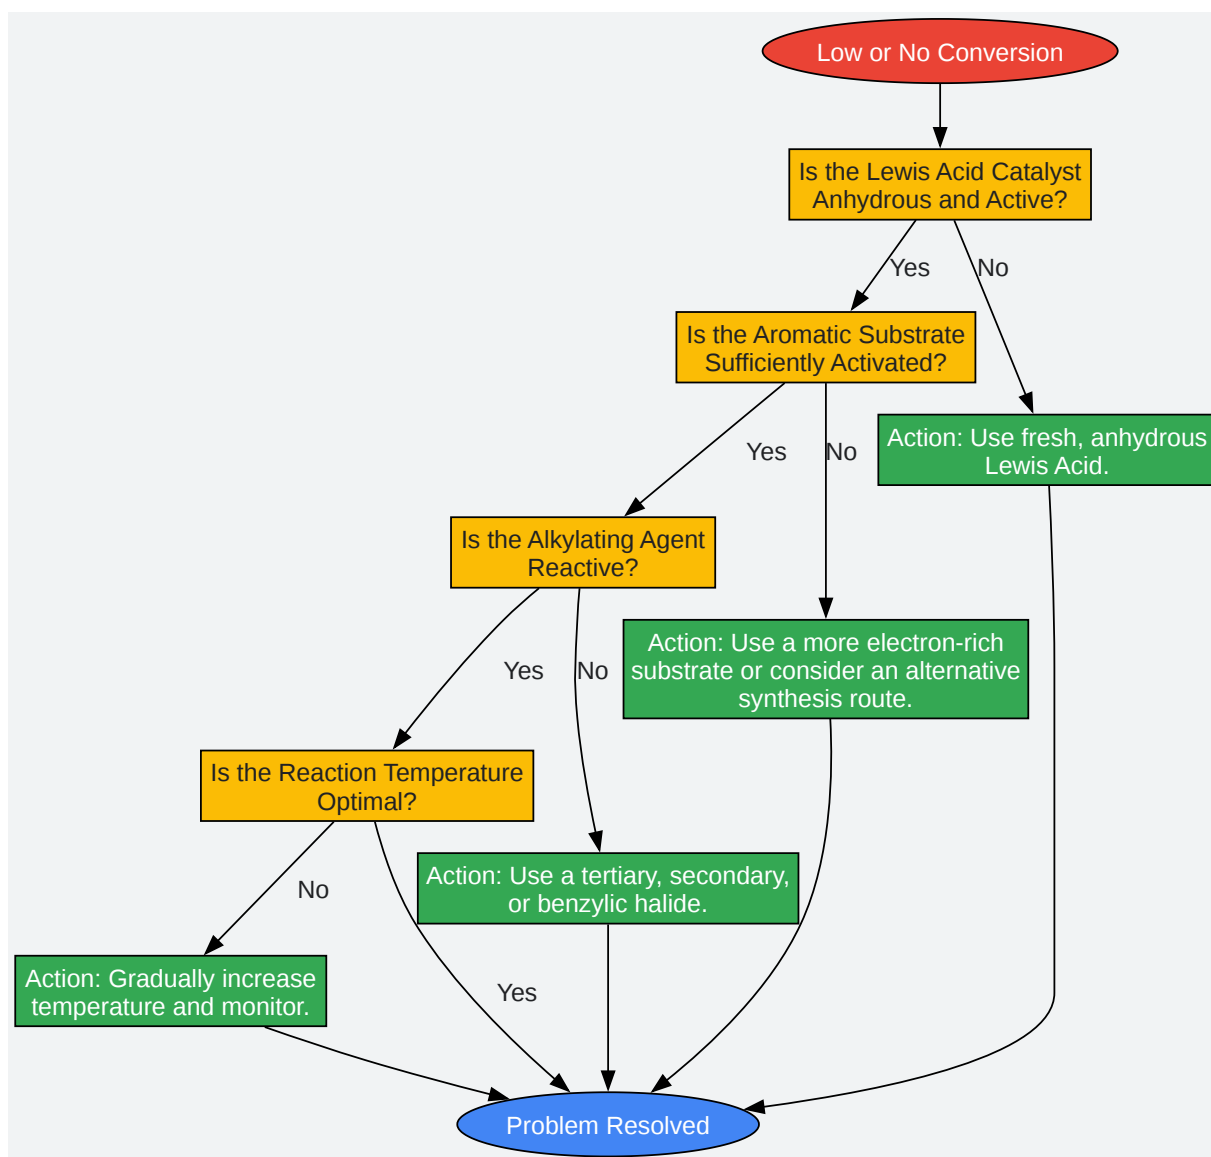 Low or No Conversion
Is the Lewis Acid Catalyst
Anhydrous and Active?
Yes
No
Is the Aromatic Substrate
Sufficiently Activated?
Action: Use fresh, anhydrous
Lewis Acid.
Yes
No
Is the Alkylating Agent
Reactive?
Action: Use a more electron-rich
substrate or consider an alternative
synthesis route.
Yes
No
Is the Reaction Temperature
Optimal?
Action: Use a tertiary, secondary,
or benzylic halide.
No
Action: Gradually increase
temperature and monitor.
Yes
Problem Resolved